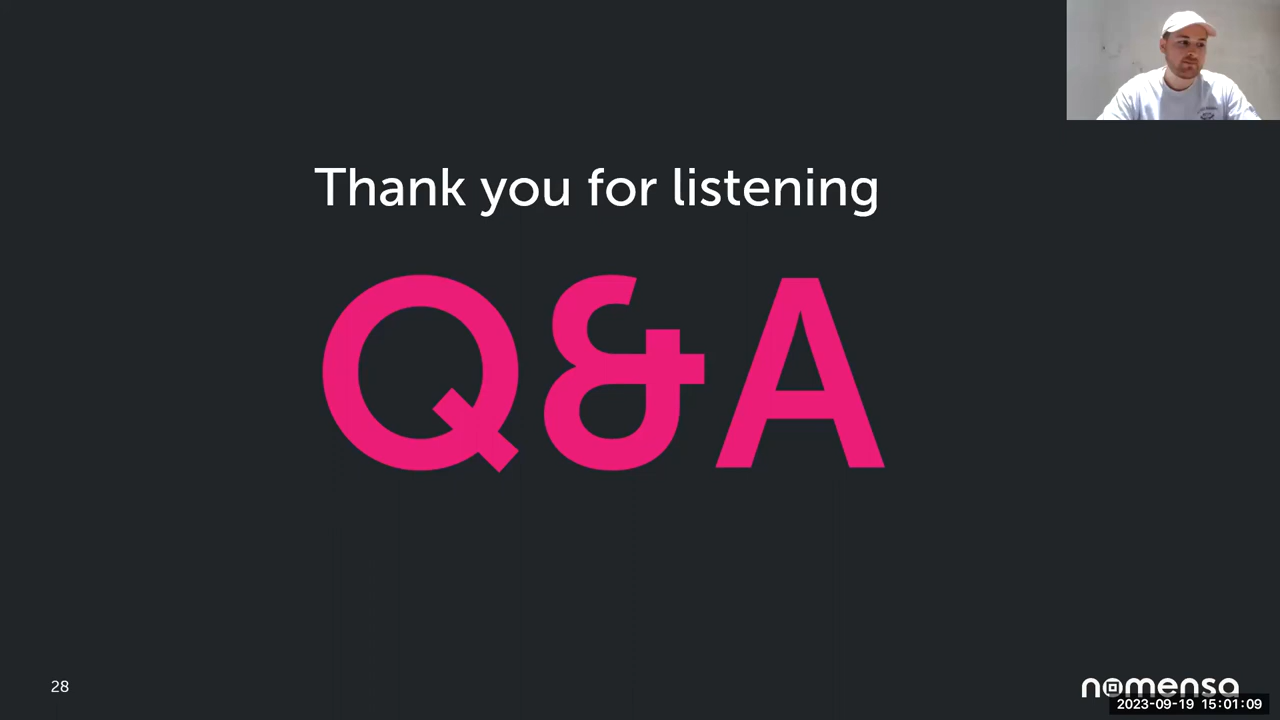 Thank you for listening
Q&A
28
nomensa
2023-09-19 15:01:09